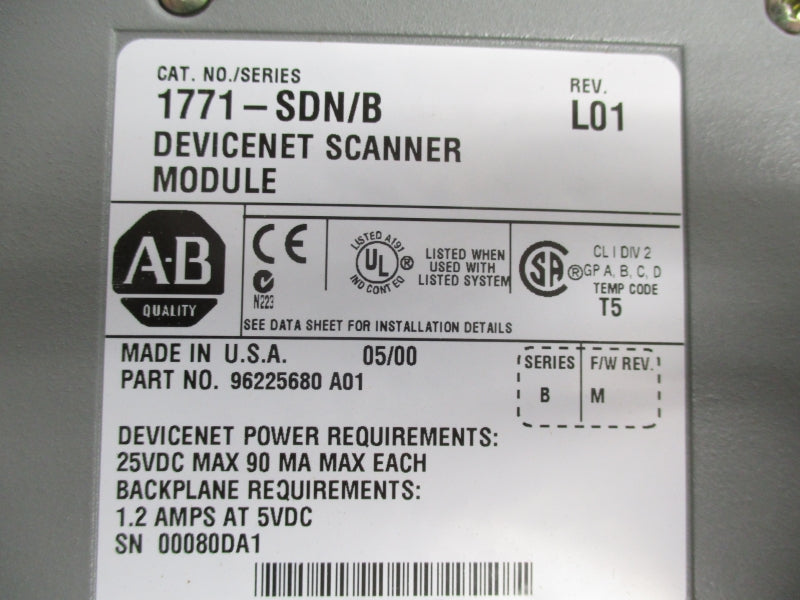 CAT. NO./SERIES
1771-SDN/B
REV.
L01
DEVICENET SCANNER
MODULE
A-B
QUALITY
CE
N223
LISTED A191
UL ®
IND CONT EQ
LISTED WHEN
USED WITH
LISTED SYSTEM
SA ®
CL I DIV 2
GP A, B, C, D
TEMP CODE
T5
SEE DATA SHEET FOR INSTALLATION DETAILS
MADE IN U.S.A. 05/00
PART NO. 96225680 A01
SERIES F/W REV.
B M
DEVICENET POWER REQUIREMENTS:
25VDC MAX 90 MA MAX EACH
BACKPLANE REQUIREMENTS:
1.2 AMPS AT 5VDC
SN 00080DA1